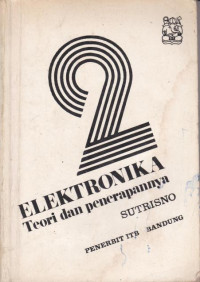 2
ELEKTRONIKA
Teori dan penerapannya
SUTRISNO
PENERBIT ITB BANDUNG